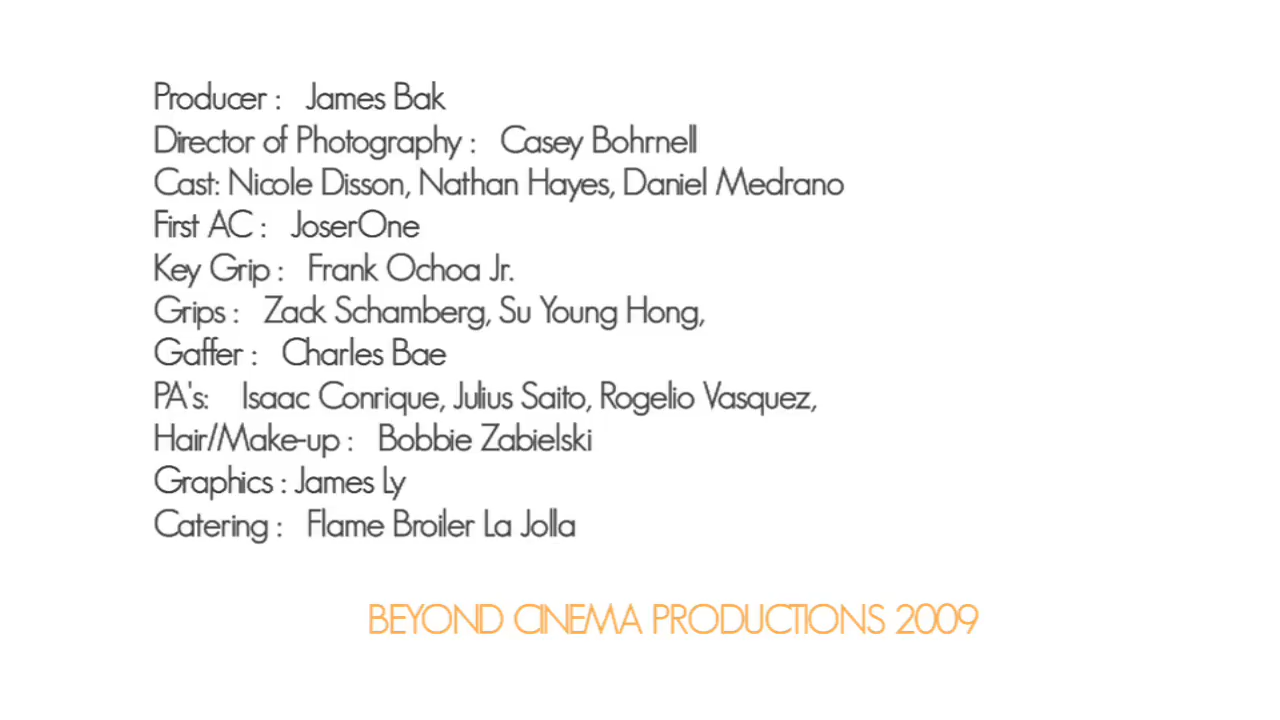 Producer :   James Bak
Director of Photography :   Casey Bohrnell
Cast: Nicole Disson, Nathan Hayes, Daniel Medrano
First AC :   JoserOne
Key Grip :   Frank Ochoa Jr.
Grips :   Zack Schamberg, Su Young Hong,
Gaffer :   Charles Bae
PA's:    Isaac Conrique, Julius Saito, Rogelio Vasquez,
Hair/Make-up :   Bobbie Zabielski
Graphics : James Ly
Catering :   Flame Broiler La Jolla
BEYOND CINEMA PRODUCTIONS 2009